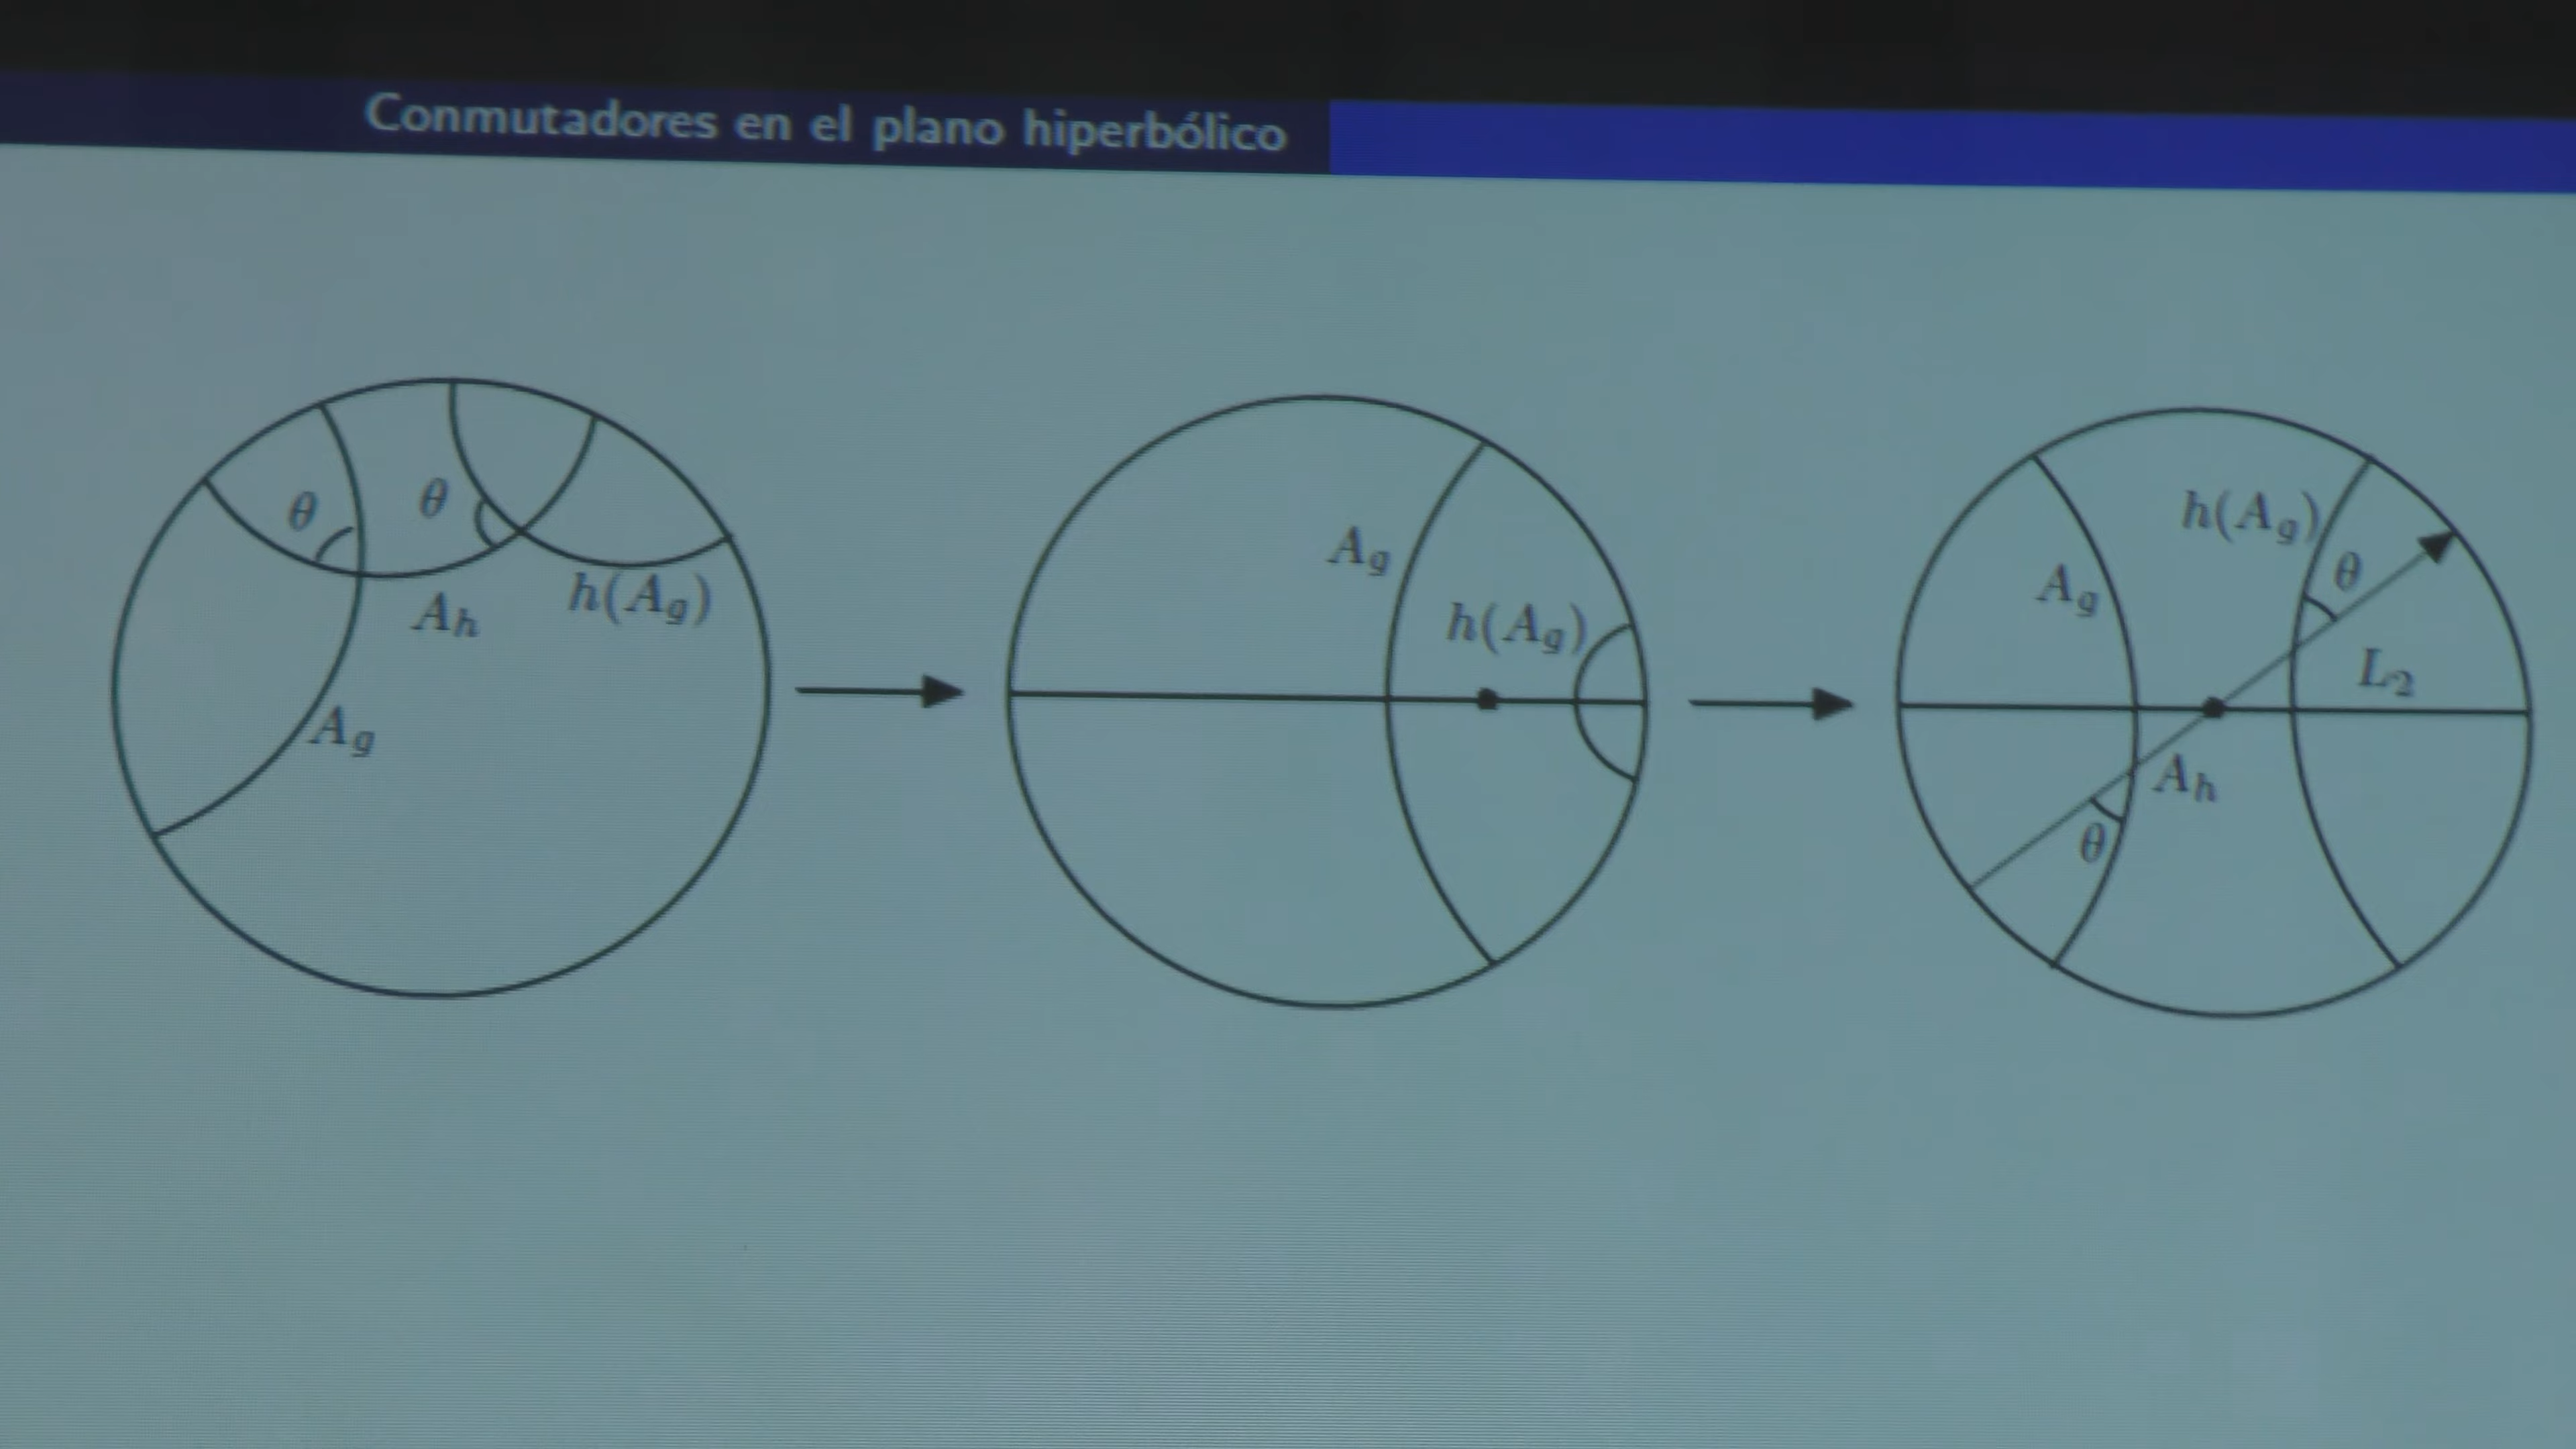 Conmutadores en el plano hiperbólico
θ
θ
A_h
h(A_g)
A_g
A_g
h(A_g)
h(A_g)
A_g
θ
L_2
A_h
θ